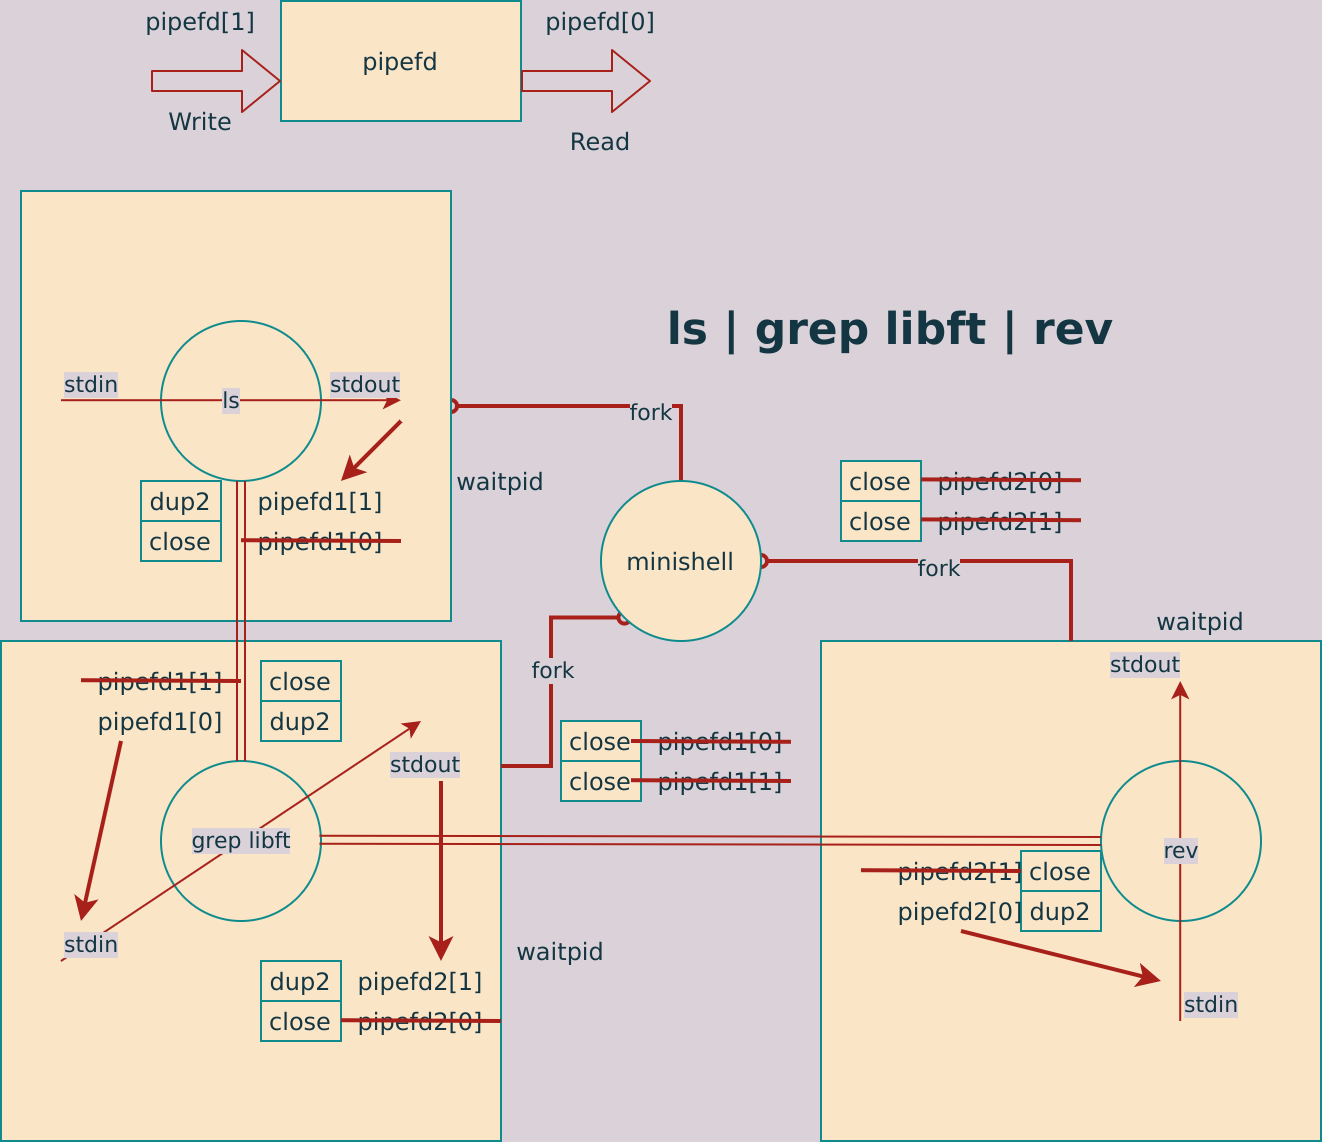 pipefd[1]
pipefd[0]
pipefd
Write
Read
ls | grep libft | rev
stdin
stdout
ls
fork
waitpid
dup2
pipefd1[1]
close
pipefd1[0]
minishell
close
pipefd2[0]
close
pipefd2[1]
fork
waitpid
fork
pipefd1[1]
close
pipefd1[0]
dup2
stdout
close
pipefd1[0]
close
pipefd1[1]
grep libft
stdin
waitpid
dup2
pipefd2[1]
close
pipefd2[0]
stdout
rev
pipefd2[1]
close
pipefd2[0]
dup2
stdin